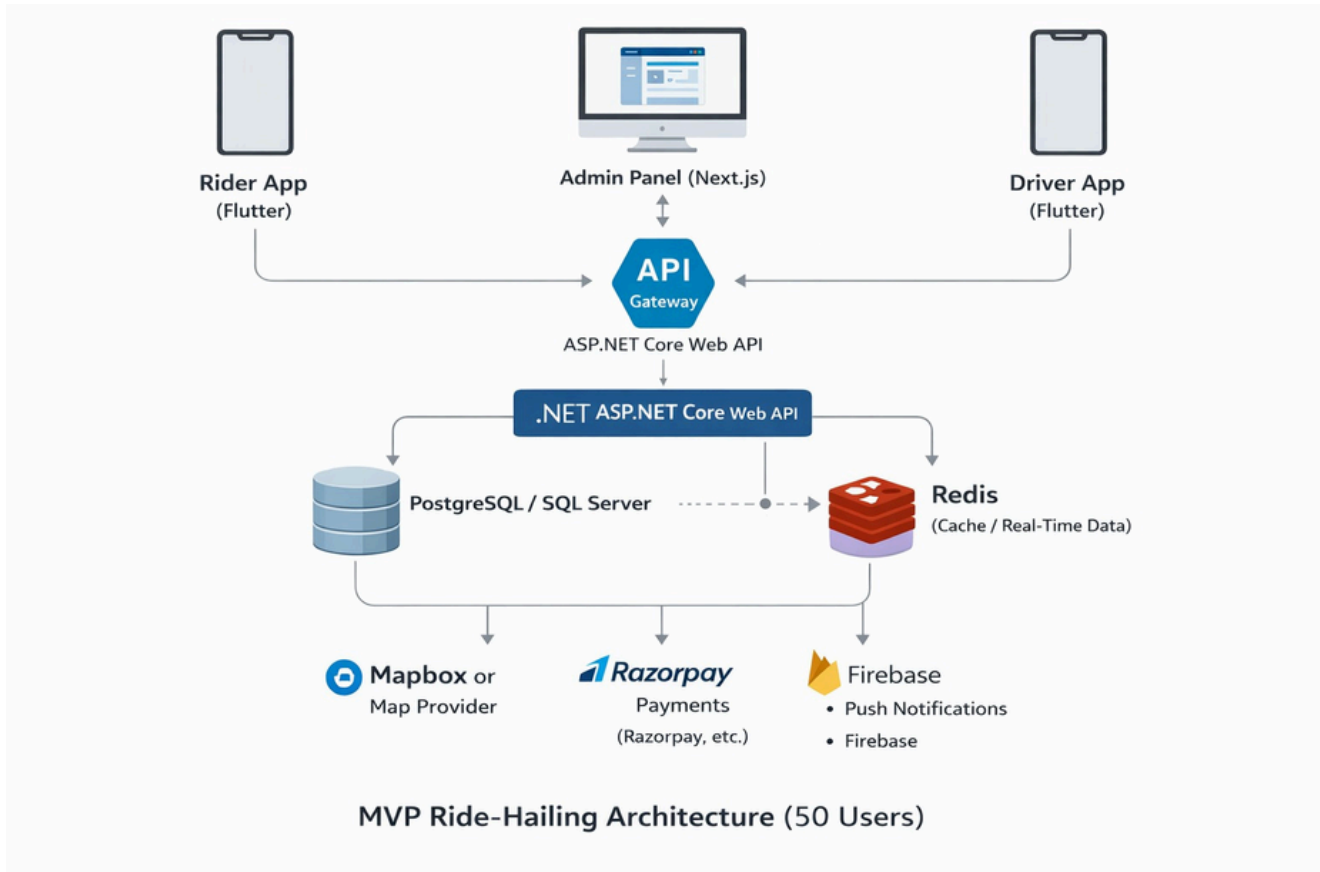 Rider App
(Flutter)
Admin Panel (Next.js)
Driver App
(Flutter)
API
Gateway
ASP.NET Core Web API
.NET ASP.NET Core Web API
PostgreSQL / SQL Server
Redis
(Cache / Real-Time Data)
Mapbox or
Map Provider
Razorpay
Payments
(Razorpay, etc.)
Firebase
• Push Notifications
• Firebase
MVP Ride-Hailing Architecture (50 Users)